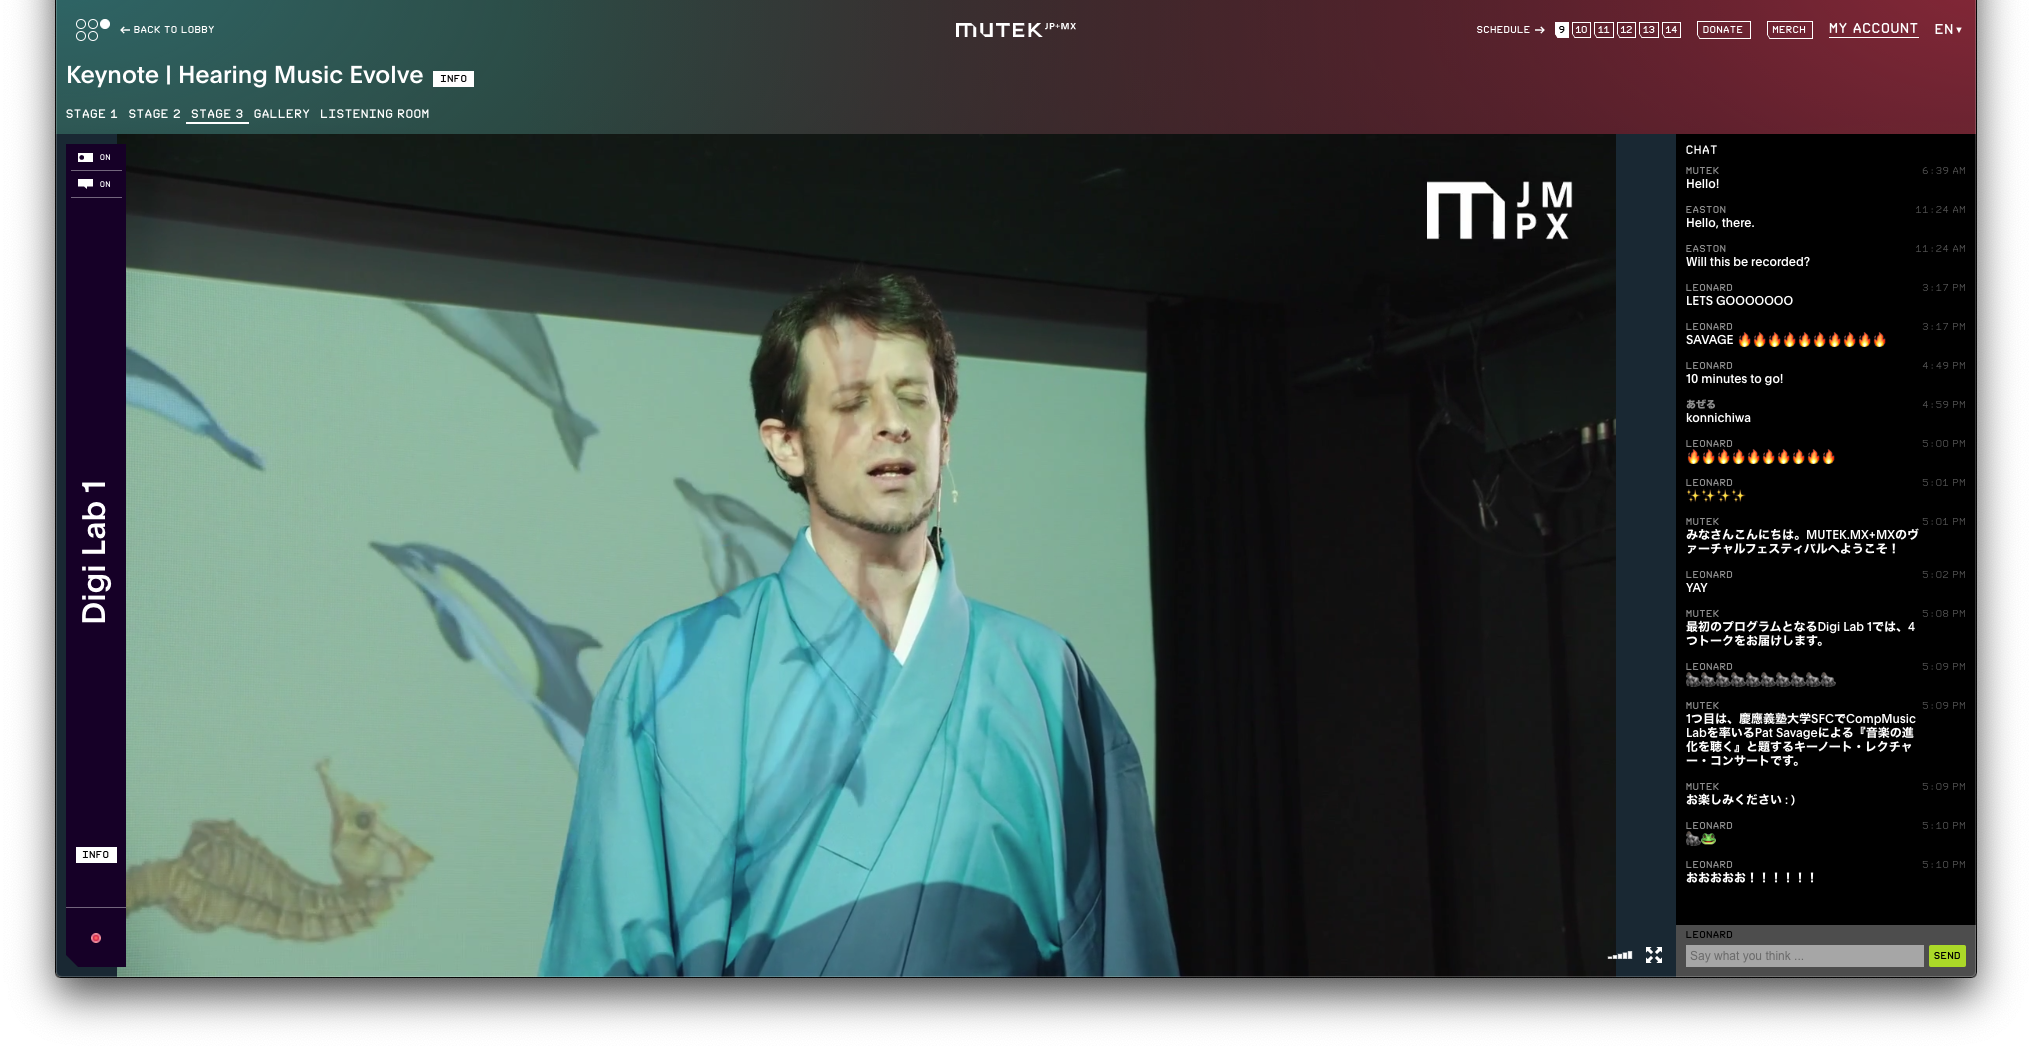 ← BACK TO LOBBY
MUTEK JP+MX
SCHEDULE → 9 10 11 12 13 14 DONATE MERCH MY ACCOUNT EN▾
Keynote | Hearing Music Evolve INFO
STAGE 1 STAGE 2 STAGE 3 GALLERY LISTENING ROOM
ON
ON
Digi Lab 1
INFO
JM
PX
CHAT
MUTEK 6:39 AM
Hello!
EASTON 11:24 AM
Hello, there.
EASTON 11:24 AM
Will this be recorded?
LEONARD 3:17 PM
LETS GOOOOOOO
LEONARD 3:17 PM
SAVAGE 🔥🔥🔥🔥🔥🔥🔥🔥🔥🔥
LEONARD 4:49 PM
10 minutes to go!
あぜる 4:59 PM
konnichiwa
LEONARD 5:00 PM
🔥🔥🔥🔥🔥🔥🔥🔥🔥🔥
LEONARD 5:01 PM
✨✨✨✨
MUTEK 5:01 PM
みなさんこんにちは。MUTEK.MX+MXのヴ
ァーチャルフェスティバルへようこそ！
LEONARD 5:02 PM
YAY
MUTEK 5:08 PM
最初のプログラムとなるDigi Lab 1では、4
つトークをお届けします。
LEONARD 5:09 PM
🦍🦍🦍🦍🦍🦍🦍🦍🦍🦍
MUTEK 5:09 PM
1つ目は、慶應義塾大学SFCでCompMusic
Labを率いるPat Savageによる『音楽の進
化を聴く』と題するキーノート・レクチャ
ー・コンサートです。
MUTEK 5:09 PM
お楽しみください : )
LEONARD 5:10 PM
🦍🐸
LEONARD 5:10 PM
おおおおお！！！！！！
LEONARD
Say what you think ...
SEND